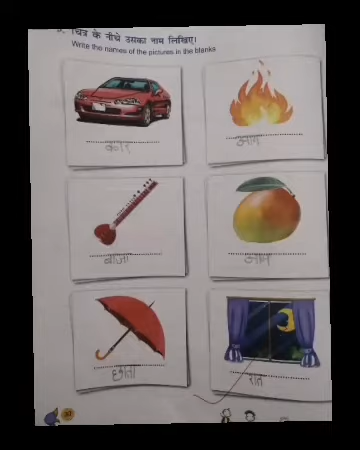 चित्र के नीचे उसका नाम लिखिए।
Write the names of the pictures in the blanks
कार
आग
बाजा
आम
छाता
रात